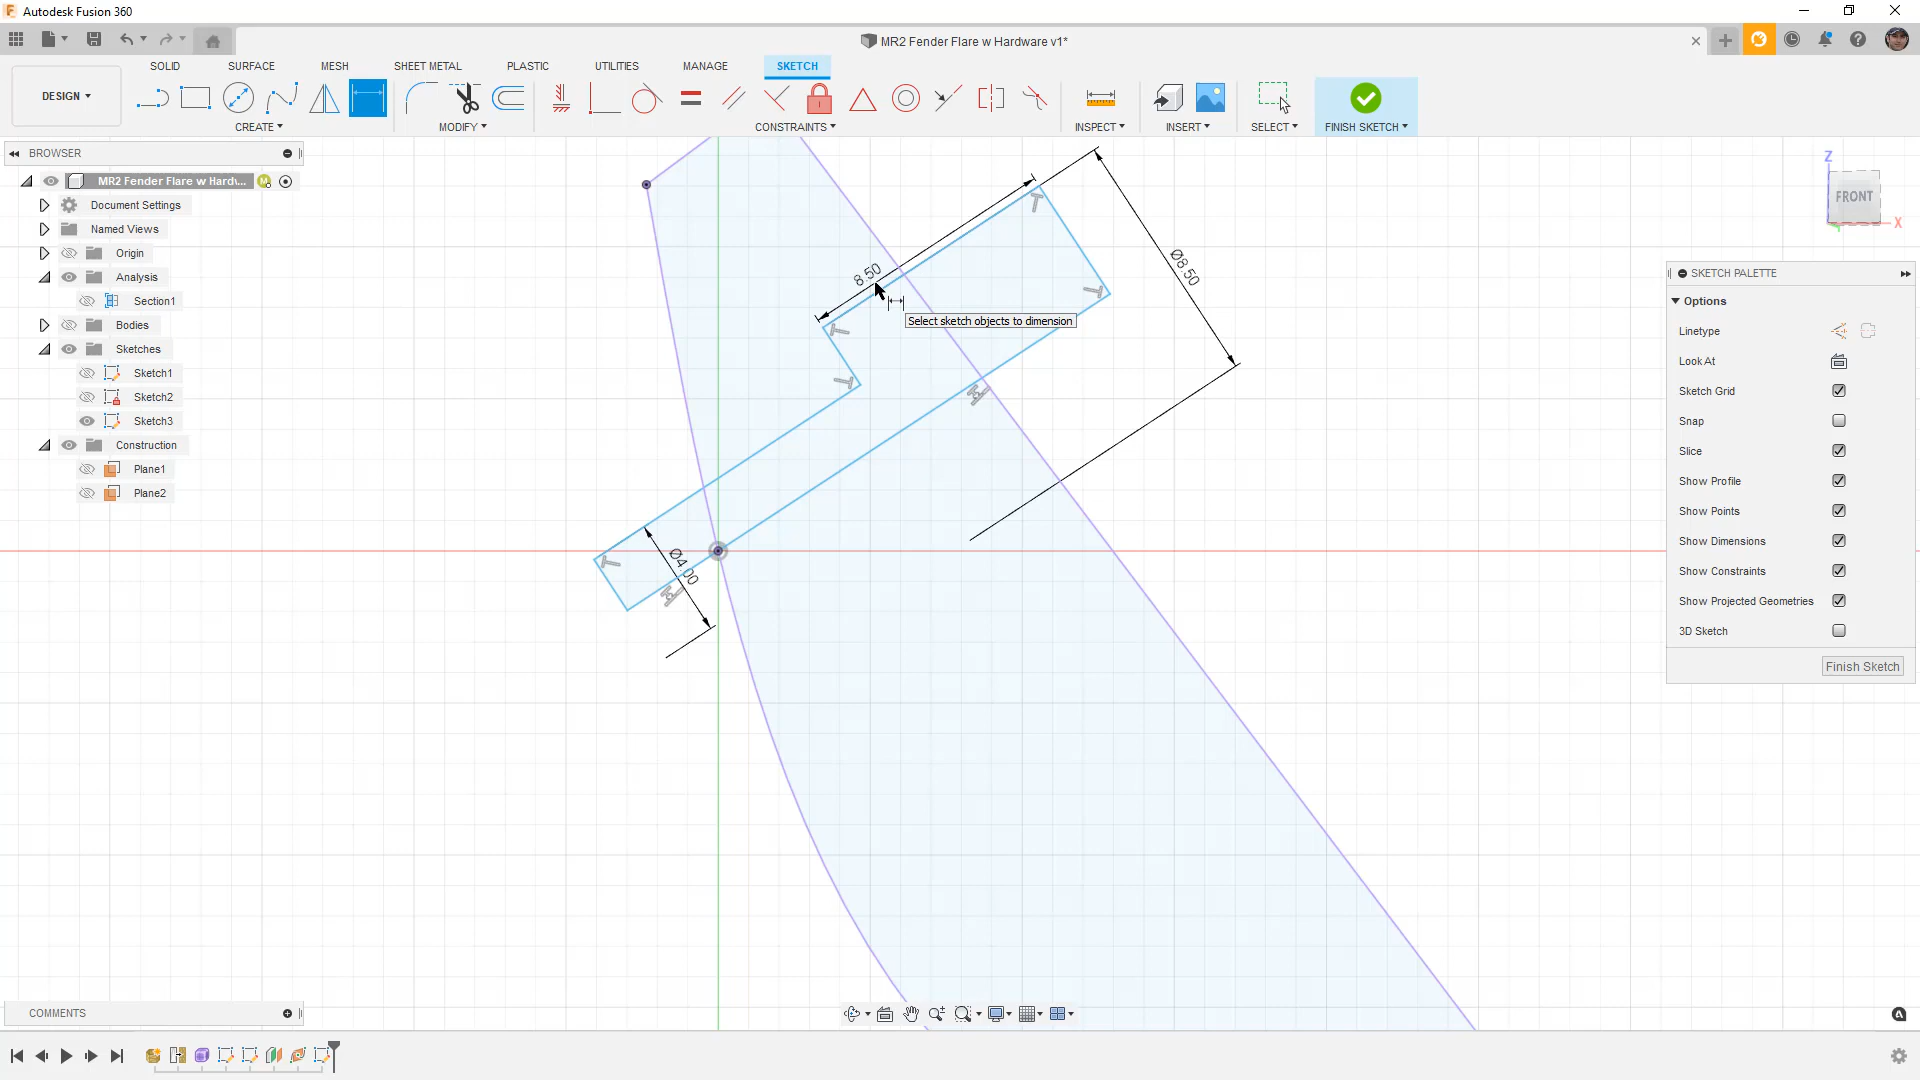 Autodesk Fusion 360
MR2 Fender Flare w Hardware v1*
DESIGN
SOLID
SURFACE
MESH
SHEET METAL
PLASTIC
UTILITIES
MANAGE
SKETCH
CREATE
MODIFY
CONSTRAINTS
INSPECT
INSERT
SELECT
FINISH SKETCH
BROWSER
MR2 Fender Flare w Hardw...
Document Settings
Named Views
Origin
Analysis
Section1
Bodies
Sketches
Sketch1
Sketch2
Sketch3
Construction
Plane1
Plane2
8.50
Ø8.50
Ø4.00
Select sketch objects to dimension
Z
FRONT
X
SKETCH PALETTE
Options
Linetype
Look At
Sketch Grid
Snap
Slice
Show Profile
Show Points
Show Dimensions
Show Constraints
Show Projected Geometries
3D Sketch
Finish Sketch
COMMENTS